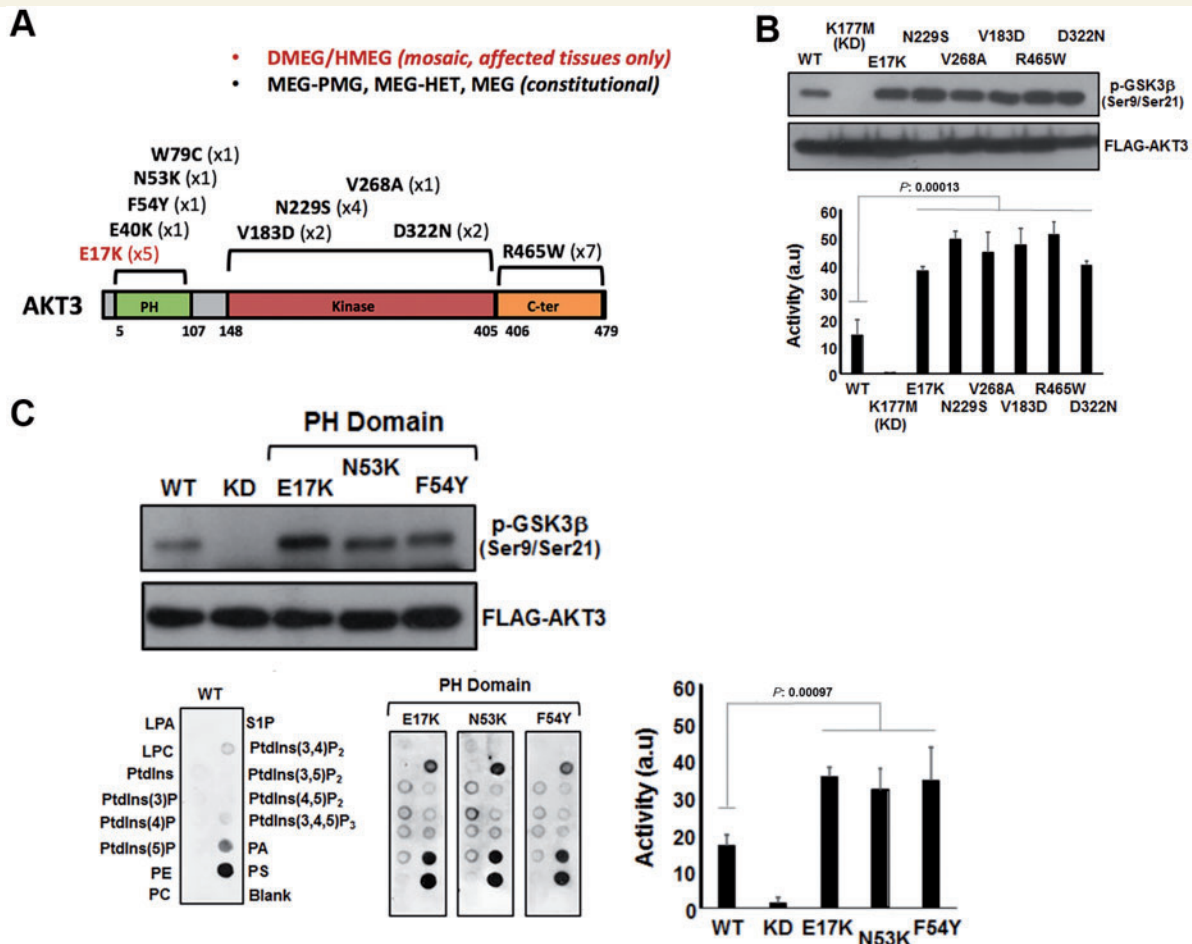 A
• DMEG/HMEG (mosaic, affected tissues only)
• MEG-PMG, MEG-HET, MEG (constitutional)
W79C (x1)
N53K (x1)
F54Y (x1)
E40K (x1)
E17K (x5)
V268A (x1)
N229S (x4)
V183D (x2)
D322N (x2)
R465W (x7)
AKT3
PH
Kinase
C-ter
5 107 148 405 406 479
B
K177M (KD)
N229S
V183D
D322N
WT
E17K
V268A
R465W
p-GSK3β
(Ser9/Ser21)
FLAG-AKT3
P: 0.00013
Activity (a.u)
60
50
40
30
20
10
0
WT
E17K
V268A
R465W
K177M
(KD)
N229S
V183D
D322N
C
PH Domain
WT KD E17K N53K F54Y
p-GSK3β
(Ser9/Ser21)
FLAG-AKT3
WT
LPA S1P
LPC PtdIns(3,4)P2
PtdIns PtdIns(3,5)P2
PtdIns(3)P PtdIns(4,5)P2
PtdIns(4)P PtdIns(3,4,5)P3
PtdIns(5)P PA
PE PS
PC Blank
PH Domain
E17K N53K F54Y
P: 0.00097
Activity (a.u)
60
50
40
30
20
10
0
WT KD E17K N53K F54Y